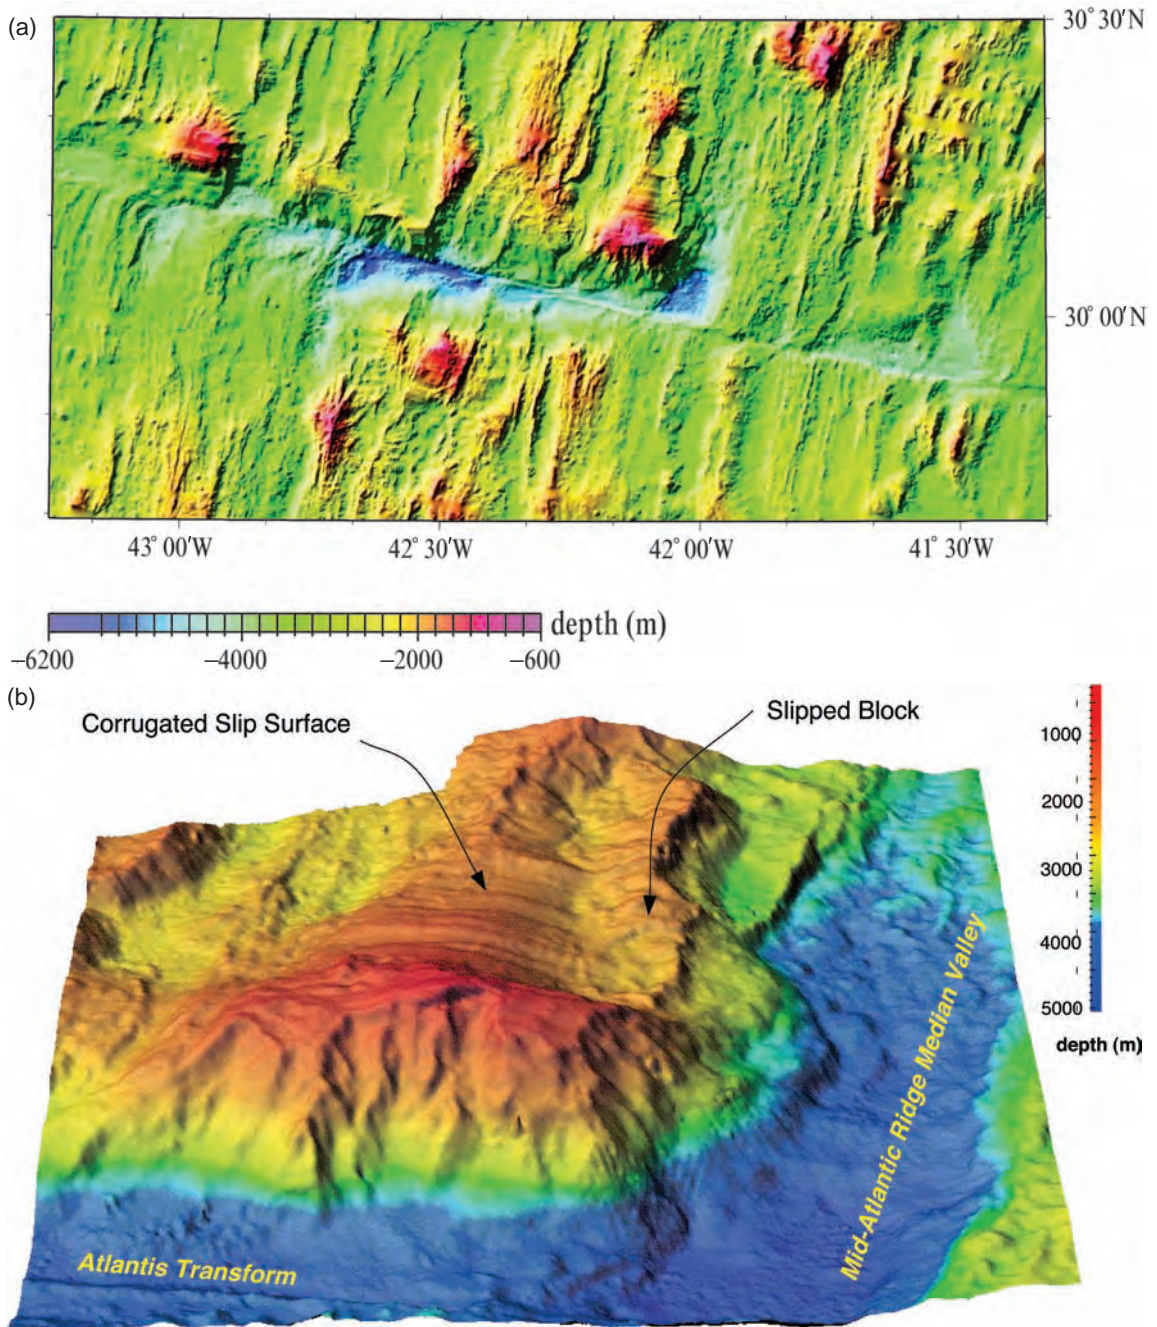 (a)
30° 30′N
30° 00′N
43° 00′W
42° 30′W
42° 00′W
41° 30′W
depth (m)
−6200
−4000
−2000
−600
(b)
Corrugated Slip Surface
Slipped Block
1000
2000
3000
4000
5000
depth (m)
Mid-Atlantic Ridge Median Valley
Atlantis Transform